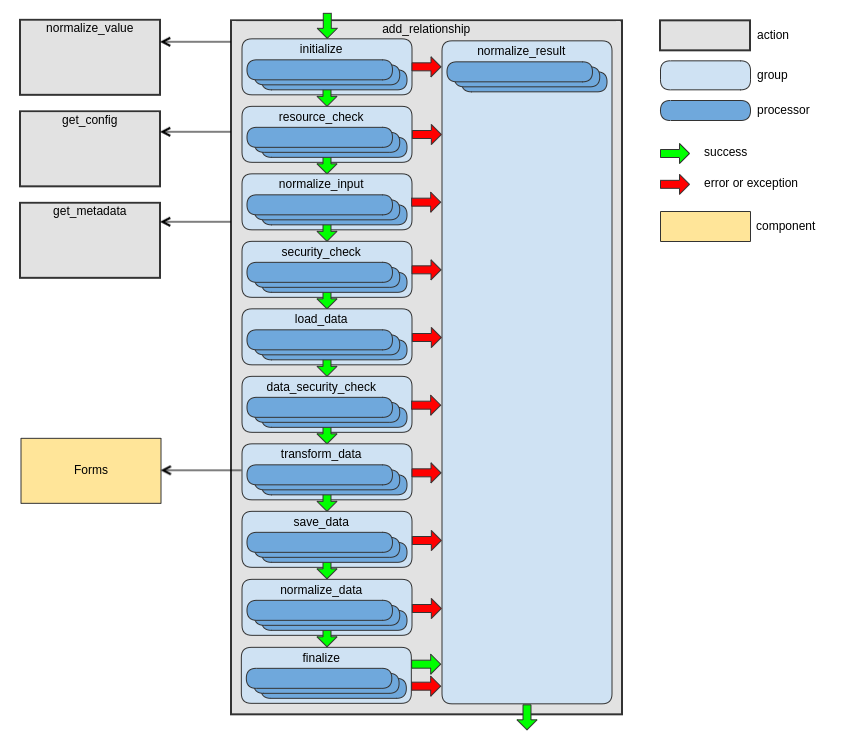 normalize_value
get_config
get_metadata
Forms
add_relationship
initialize
resource_check
normalize_input
security_check
load_data
data_security_check
transform_data
save_data
normalize_data
finalize
normalize_result
action
group
processor
success
error or exception
component